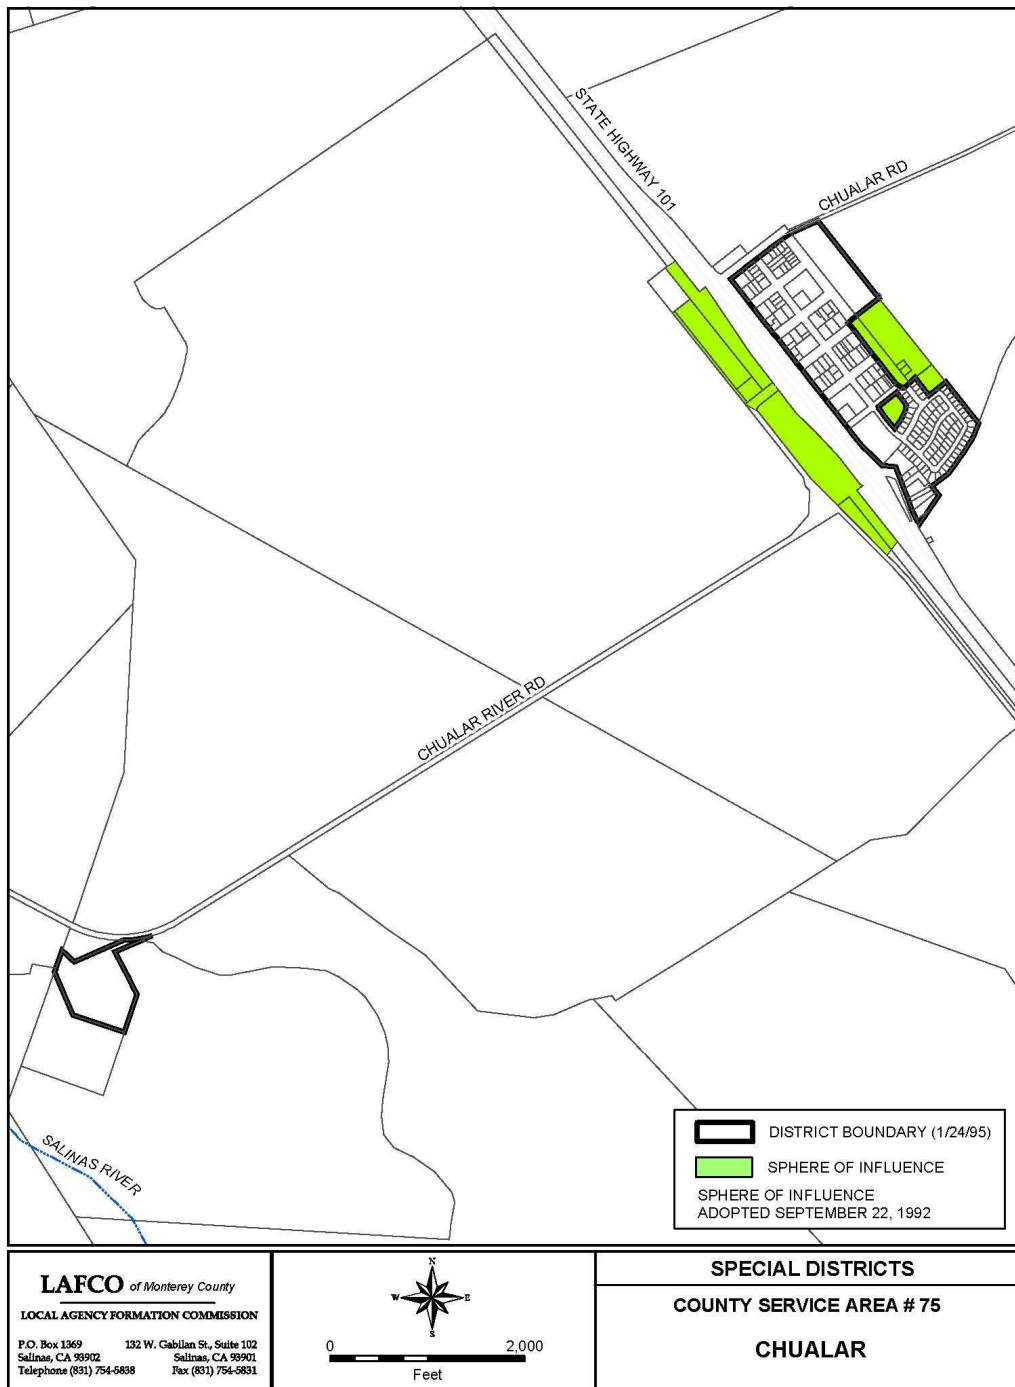 STATE HIGHWAY 101
CHUALAR RD
CHUALAR RIVER RD
SALINAS RIVER
DISTRICT BOUNDARY (1/24/95)
SPHERE OF INFLUENCE
SPHERE OF INFLUENCE
ADOPTED SEPTEMBER 22, 1992
LAFCO of Monterey County
LOCAL AGENCY FORMATION COMMISSION
P.O. Box 1369 132 W. Gabilan St., Suite 102
Salinas, CA 93902 Salinas, CA 93901
Telephone (831) 754-5838 Fax (831) 754-5831
N
W E
S
0 2,000
Feet
SPECIAL DISTRICTS
COUNTY SERVICE AREA # 75
CHUALAR